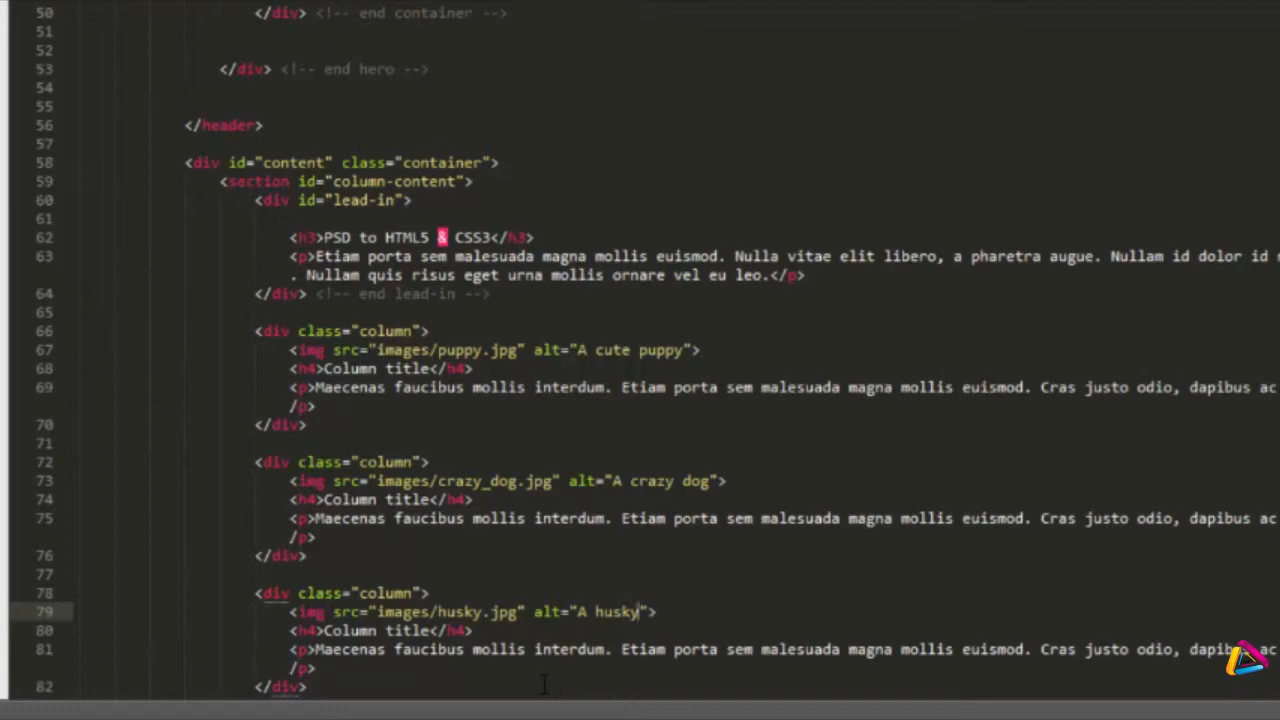 50 </div> <!-- end container -->
51
52
53 </div> <!-- end hero -->
54
55
56 </header>
57
58 <div id="content" class="container">
59 <section id="column-content">
60 <div id="lead-in">
61
62 <h3>PSD to HTML5 & CSS3</h3>
63 <p>Etiam porta sem malesuada magna mollis euismod. Nulla vitae elit libero, a pharetra augue. Nullam id dolor id
. Nullam quis risus eget urna mollis ornare vel eu leo.</p>
64 </div> <!-- end lead-in -->
65
66 <div class="column">
67 <img src="images/puppy.jpg" alt="A cute puppy">
68 <h4>Column title</h4>
69 <p>Maecenas faucibus mollis interdum. Etiam porta sem malesuada magna mollis euismod. Cras justo odio, dapibus ac
/p>
70 </div>
71
72 <div class="column">
73 <img src="images/crazy_dog.jpg" alt="A crazy dog">
74 <h4>Column title</h4>
75 <p>Maecenas faucibus mollis interdum. Etiam porta sem malesuada magna mollis euismod. Cras justo odio, dapibus ac
/p>
76 </div>
77
78 <div class="column">
79 <img src="images/husky.jpg" alt="A husky">
80 <h4>Column title</h4>
81 <p>Maecenas faucibus mollis interdum. Etiam porta sem malesuada magna mollis euismod. Cras justo odio, dapibus ac
/p>
82 </div>